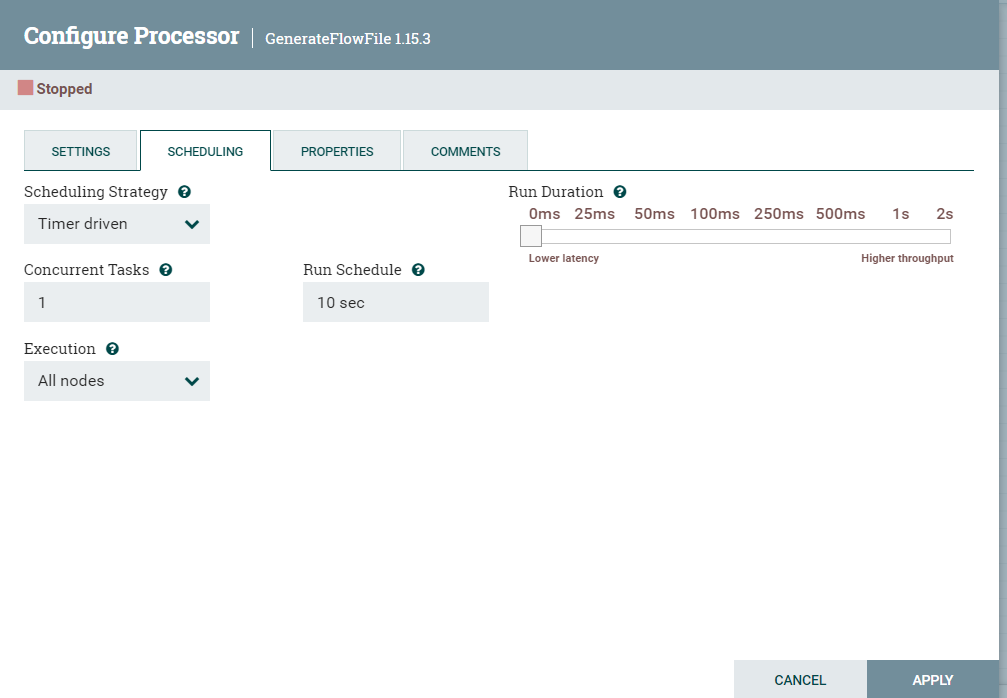 Configure Processor GenerateFlowFile 1.15.3
Stopped
SETTINGS SCHEDULING PROPERTIES COMMENTS
Scheduling Strategy ?
Timer driven
Run Duration ?
0ms 25ms 50ms 100ms 250ms 500ms 1s 2s
Lower latency Higher throughput
Concurrent Tasks ?
1
Run Schedule ?
10 sec
Execution ?
All nodes
CANCEL APPLY